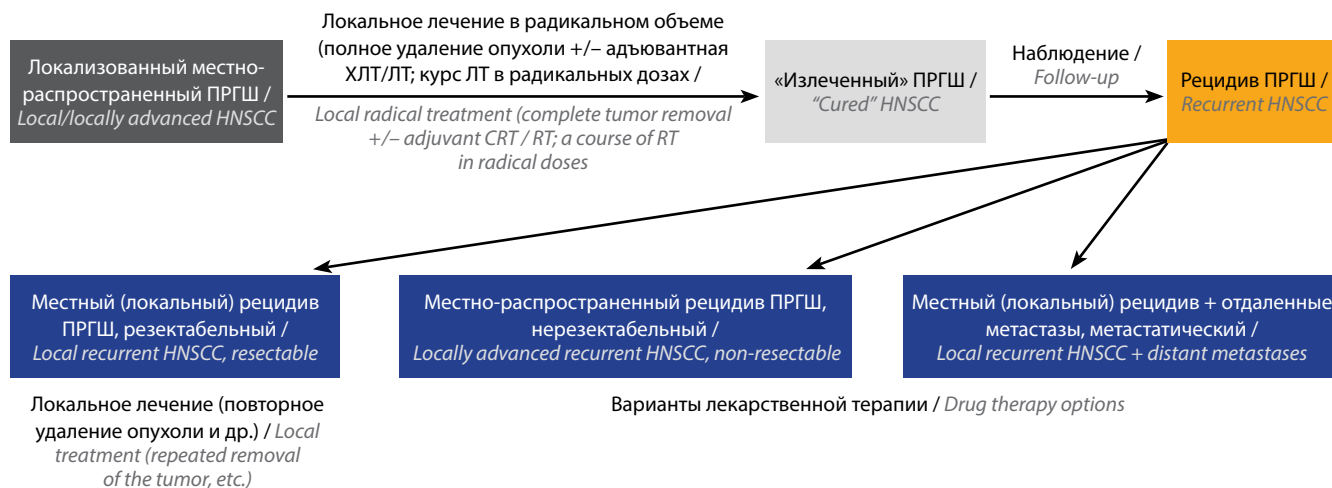 Локализованный местно-
распространенный ПРГШ /
Local/locally advanced HNSCC
Локальное лечение в радикальном объеме
(полное удаление опухоли +/– адъювантная
ХЛТ/ЛТ; курс ЛТ в радикальных дозах /
Local radical treatment (complete tumor removal
+/– adjuvant CRT / RT; a course of RT
in radical doses
«Излеченный» ПРГШ /
“Cured” HNSCC
Наблюдение /
Follow-up
Рецидив ПРГШ /
Recurrent HNSCC
Местный (локальный) рецидив
ПРГШ, резектабельный /
Local recurrent HNSCC, resectable
Местно-распространенный рецидив ПРГШ,
нерезектабельный /
Locally advanced recurrent HNSCC, non-resectable
Местный (локальный) рецидив + отдаленные
метастазы, метастатический /
Local recurrent HNSCC + distant metastases
Локальное лечение (повторное
удаление опухоли и др.) / Local
treatment (repeated removal
of the tumor, etc.)
Варианты лекарственной терапии / Drug therapy options